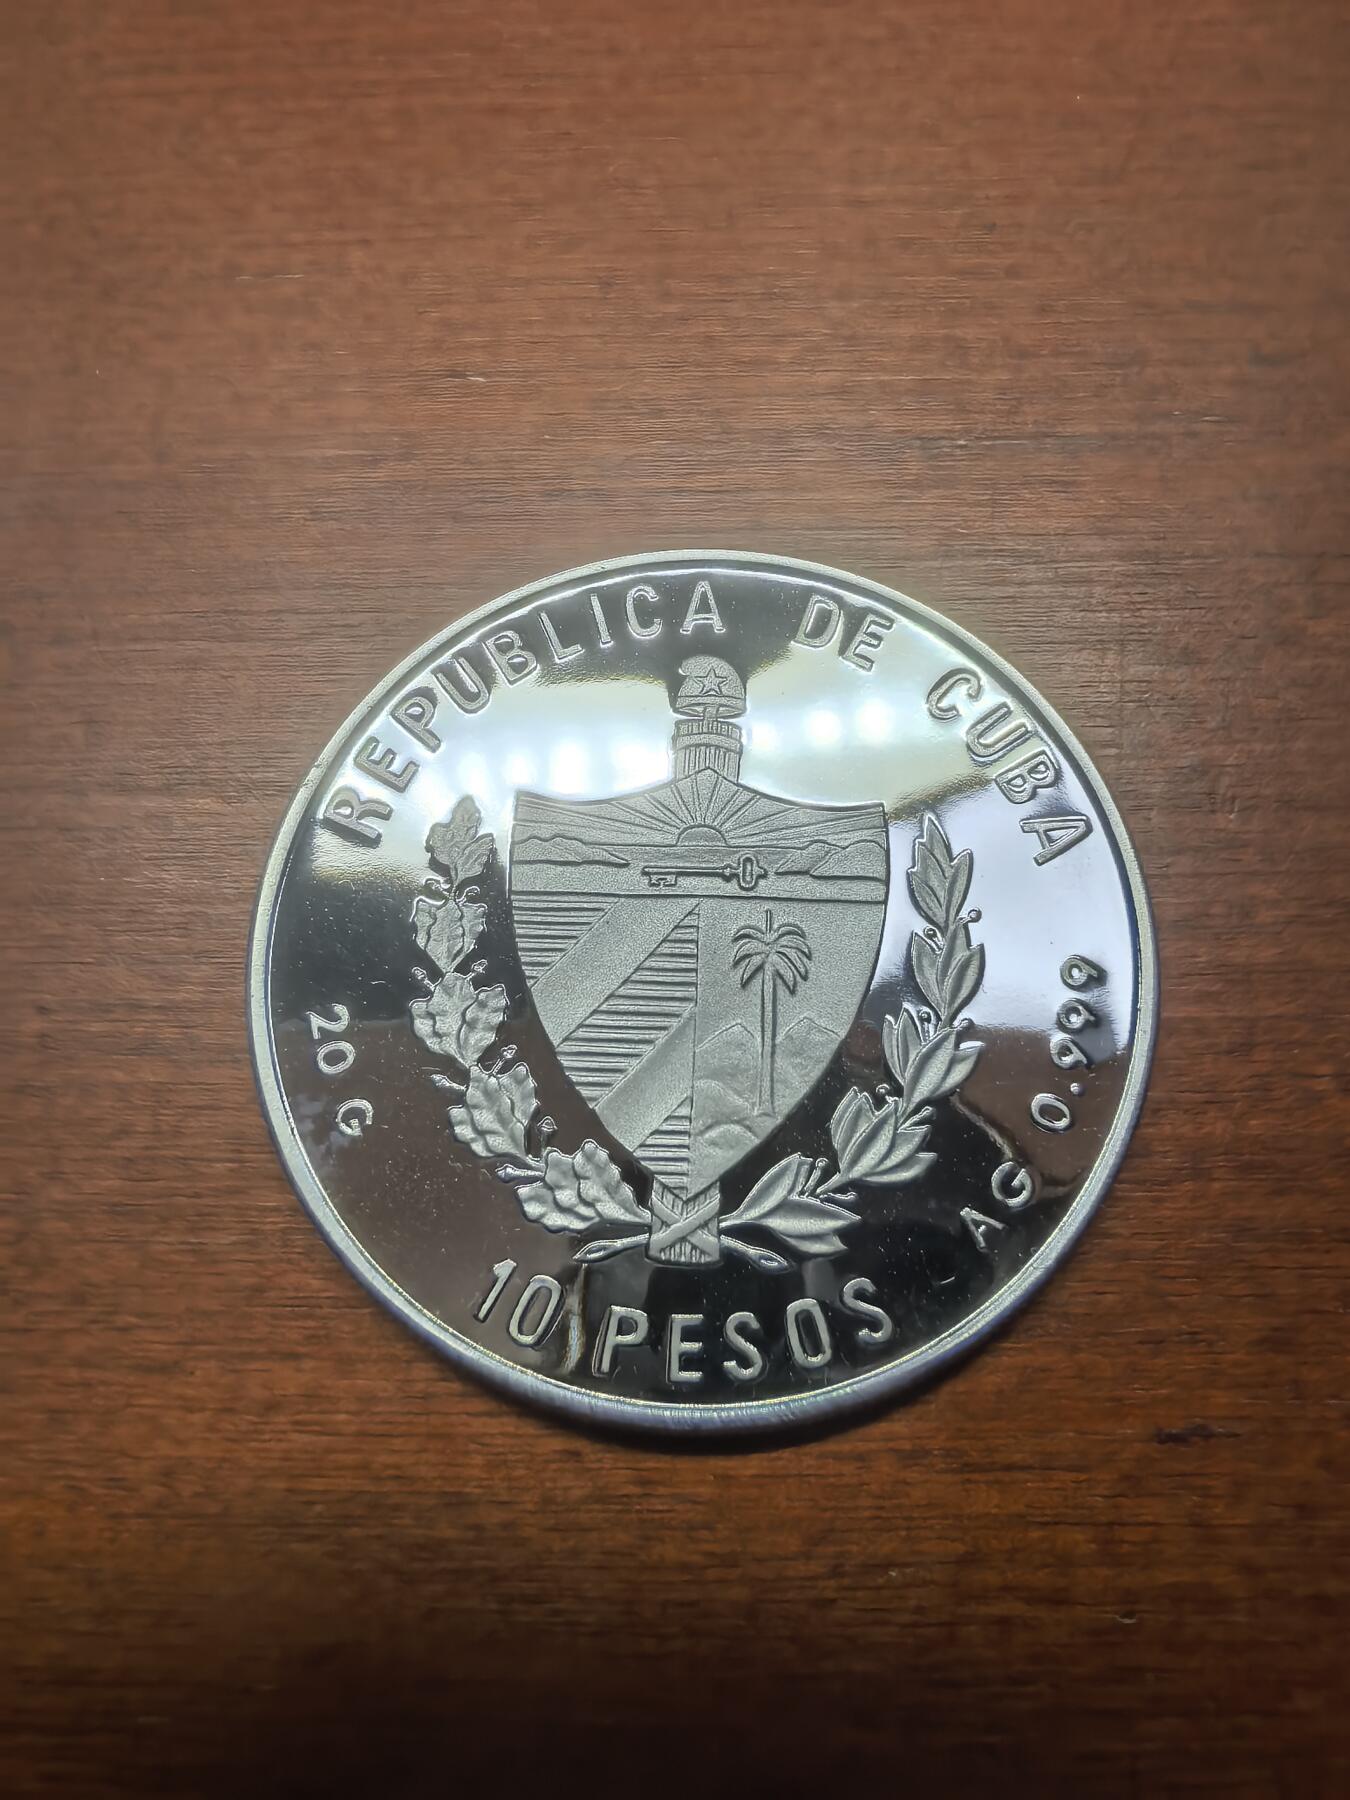 REPUBLICA DE CUBA
20 G
AG 0.999
10 PESOS